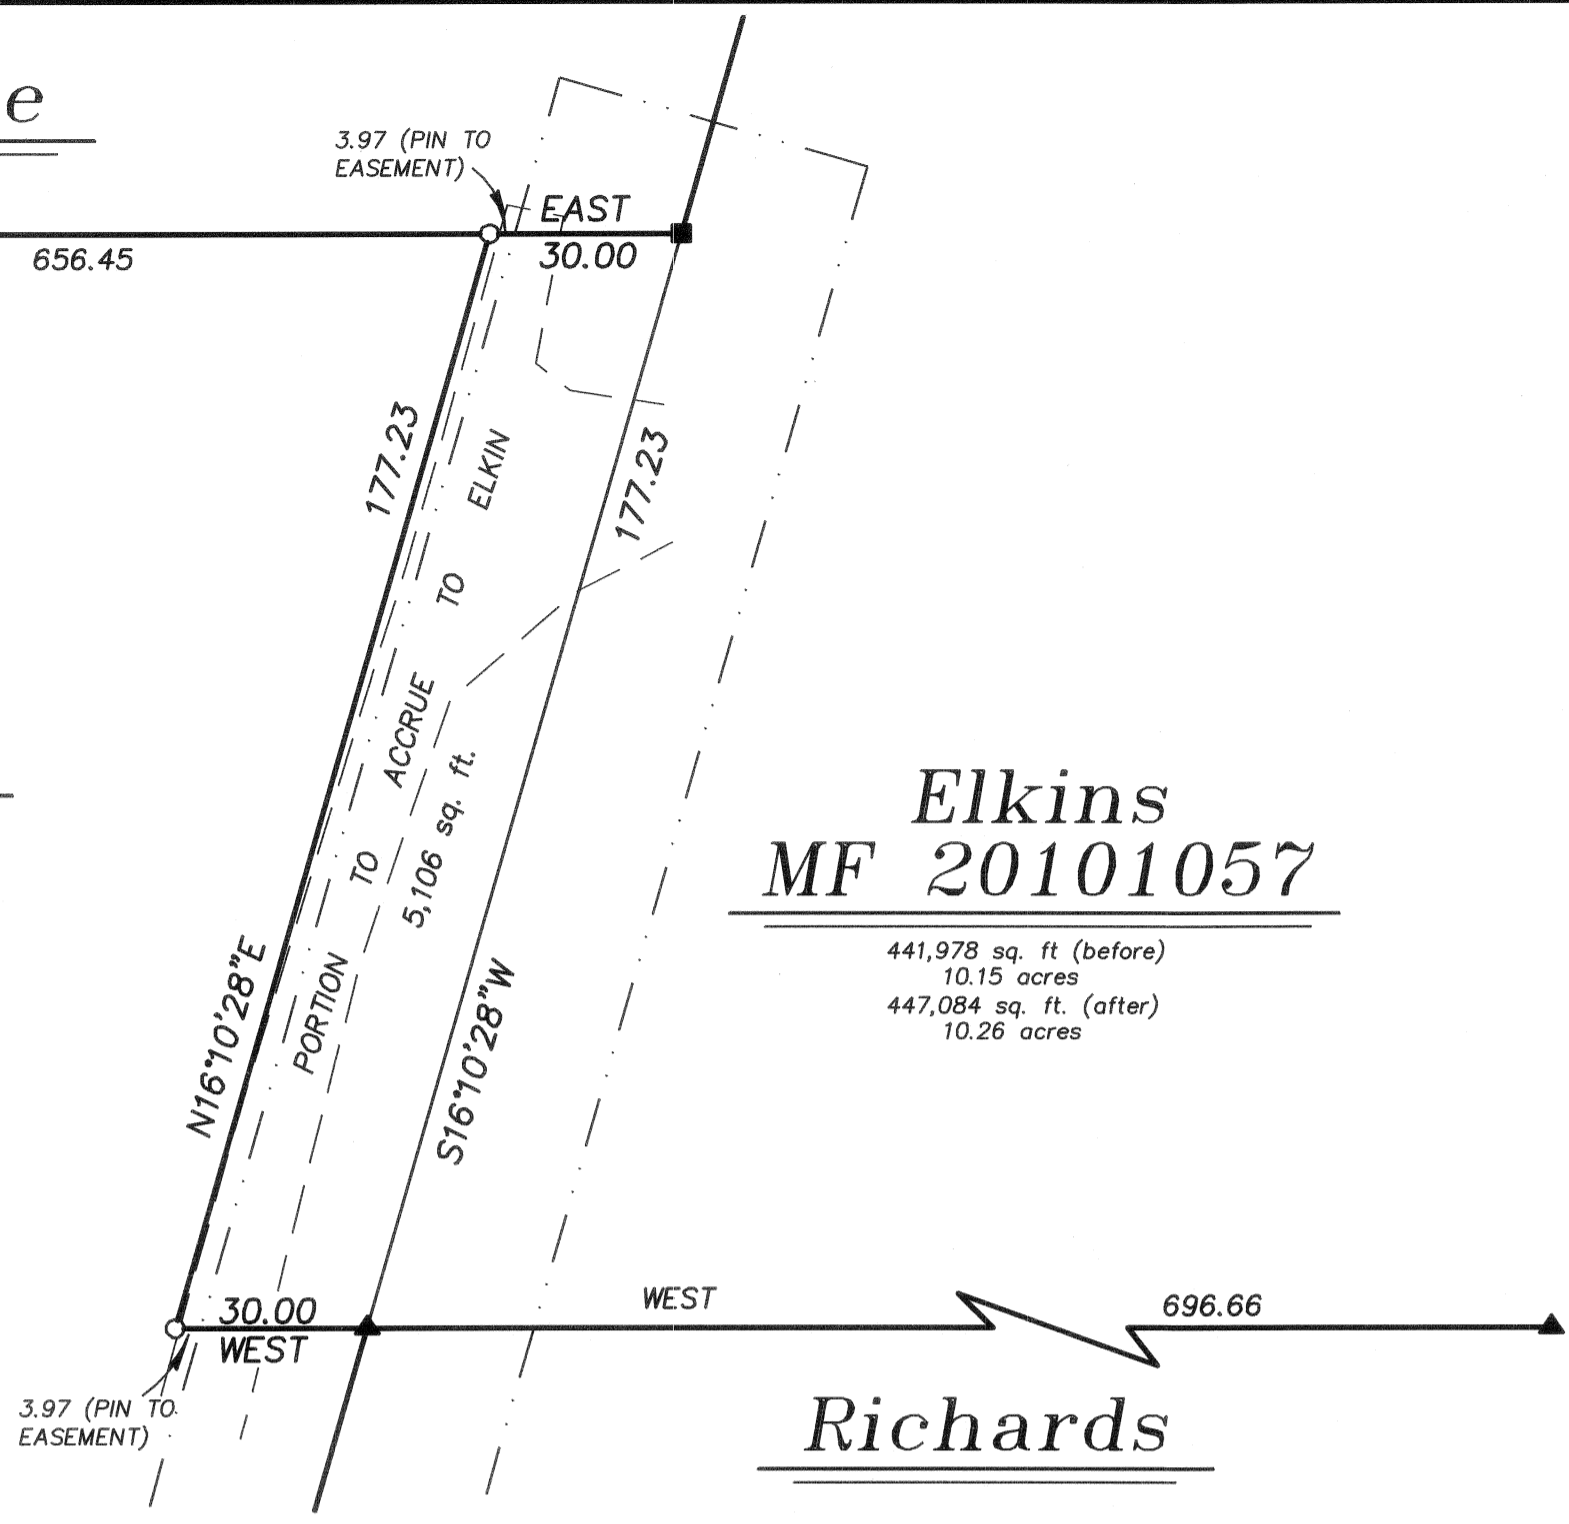 e
3.97 (PIN TO
EASEMENT)
EAST
30.00
656.45
177.23
177.23
PORTION TO ACCRUE TO ELKIN
5,106 sq. ft.
N16°10'28"E
S16°10'28"W
Elkins
MF 20101057
441,978 sq. ft (before)
10.15 acres
447,084 sq. ft. (after)
10.26 acres
30.00
WEST
WEST
696.66
3.97 (PIN TO
EASEMENT)
Richards